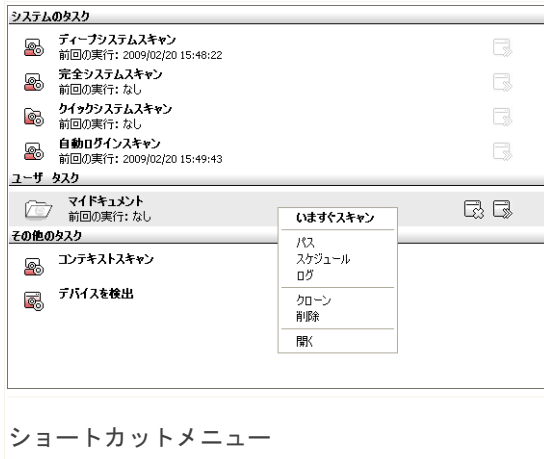 システムのタスク
ディープシステムスキャン
前回の実行: 2009/02/20 15:48:22
完全システムスキャン
前回の実行: なし
クイックシステムスキャン
前回の実行: なし
自動ログインスキャン
前回の実行: 2009/02/20 15:49:43
ユーザ タスク
マイドキュメント
前回の実行: なし
いますぐスキャン
パス
スケジュール
ログ
クローン
削除
開く
その他のタスク
コンテキストスキャン
デバイスを検出
ショートカットメニュー